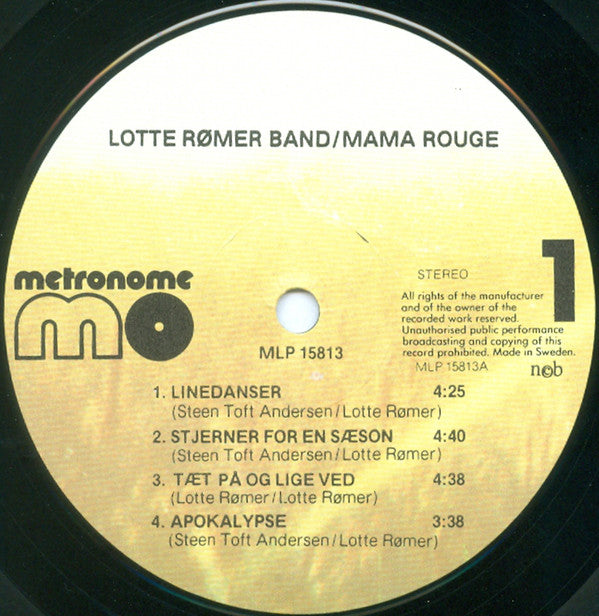 LOTTE RØMER BAND/MAMA ROUGE
metronome
mo
MLP 15813
STEREO
1
All rights of the manufacturer
and of the owner of the
recorded work reserved.
Unauthorised public performance
broadcasting and copying of this
record prohibited. Made in Sweden.
MLP 15813A
n©b
1. LINEDANSER 4:25
(Steen Toft Andersen/Lotte Rømer)
2. STJERNER FOR EN SÆSON 4:40
(Steen Toft Andersen/Lotte Rømer)
3. TÆT PÅ OG LIGE VED 4:38
(Lotte Rømer/Lotte Rømer)
4. APOKALYPSE 3:38
(Steen Toft Andersen/Lotte Rømer)